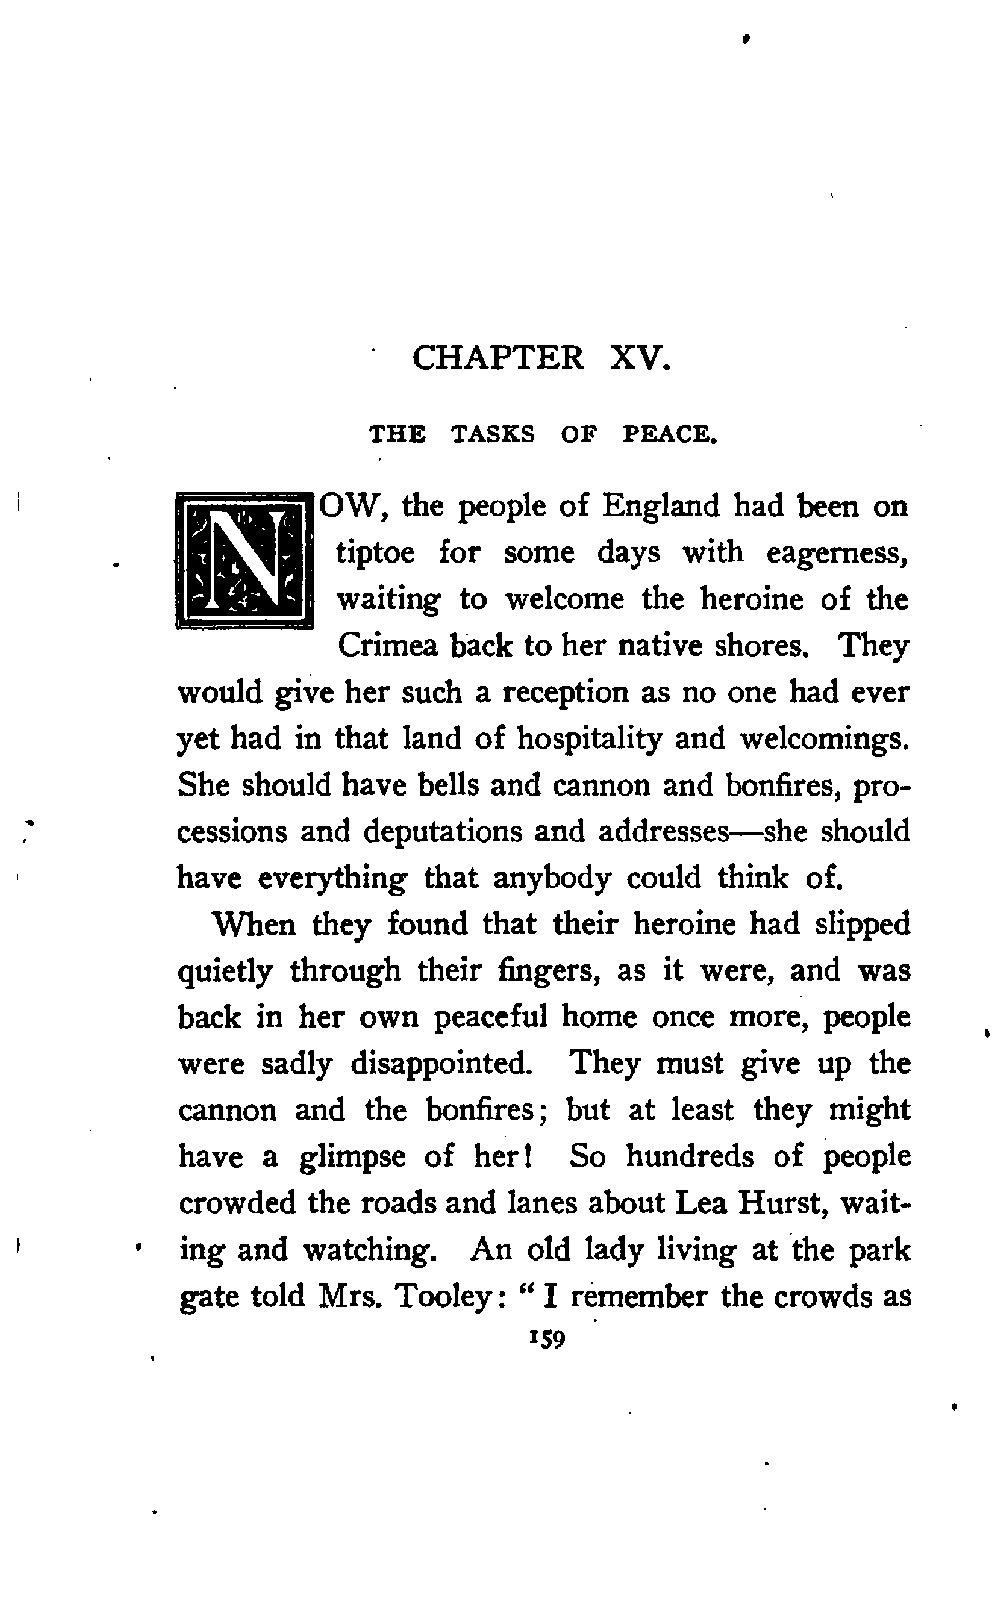 CHAPTER XV.
THE TASKS OF PEACE.
NOW, the people of England had been on
tiptoe for some days with eagerness,
waiting to welcome the heroine of the
Crimea back to her native shores. They
would give her such a reception as no one had ever
yet had in that land of hospitality and welcomings.
She should have bells and cannon and bonfires, pro-
cessions and deputations and addresses—she should
have everything that anybody could think of.
When they found that their heroine had slipped
quietly through their fingers, as it were, and was
back in her own peaceful home once more, people
were sadly disappointed. They must give up the
cannon and the bonfires; but at least they might
have a glimpse of her! So hundreds of people
crowded the roads and lanes about Lea Hurst, wait-
ing and watching. An old lady living at the park
gate told Mrs. Tooley: “I remember the crowds as
159